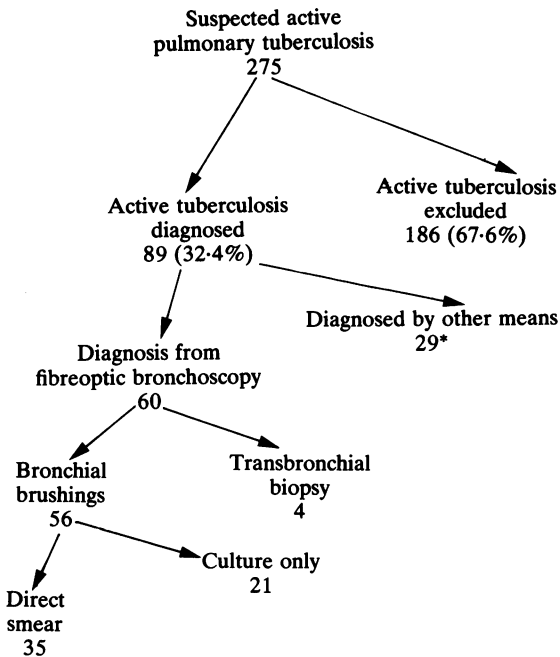 Suspected active
pulmonary tuberculosis
275
Active tuberculosis
diagnosed
89 (32·4%)
Active tuberculosis
excluded
186 (67·6%)
Diagnosed by other means
29*
Diagnosis from
fibreoptic bronchoscopy
60
Bronchial
brushings
56
Transbronchial
biopsy
4
Culture only
21
Direct
smear
35